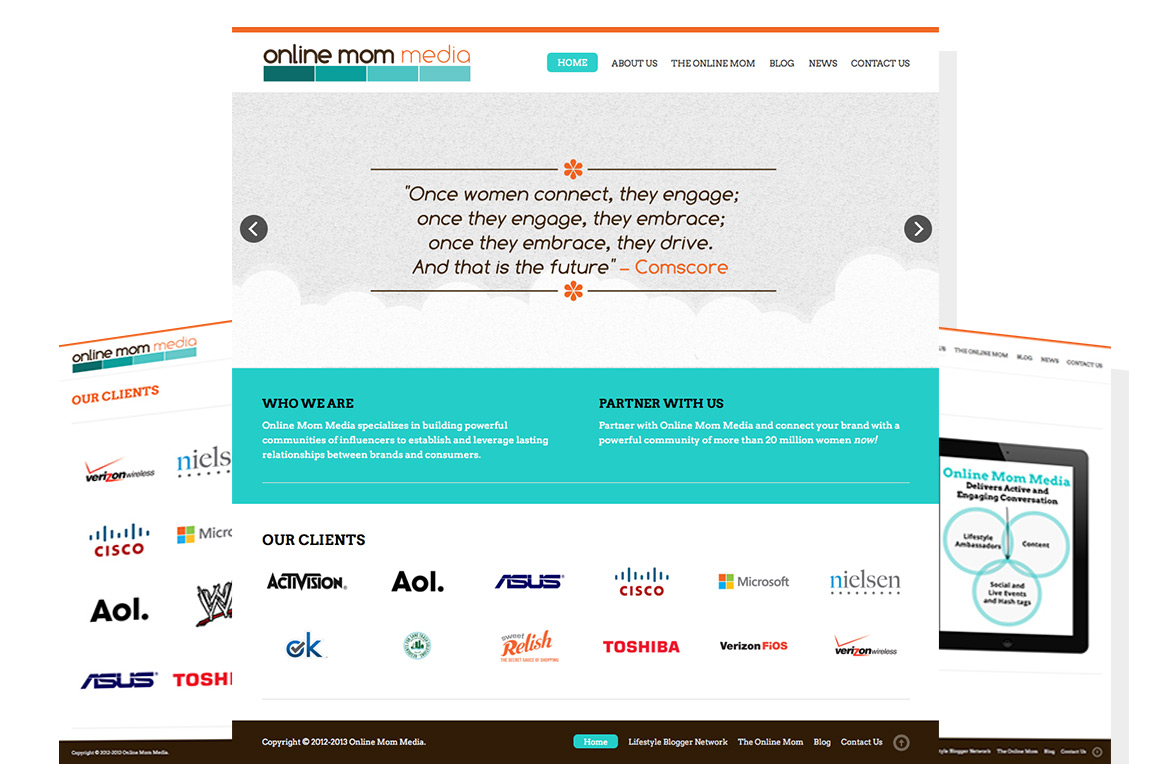 online mom media
HOME ABOUT US THE ONLINE MOM BLOG NEWS CONTACT US
"Once women connect, they engage;
once they engage, they embrace;
once they embrace, they drive.
And that is the future" – Comscore
WHO WE ARE
Online Mom Media specializes in building powerful
communities of influencers to establish and leverage lasting
relationships between brands and consumers.
PARTNER WITH US
Partner with Online Mom Media and connect your brand with a
powerful community of more than 20 million women now!
OUR CLIENTS
ACTIVISION. Aol. ASUS CISCO Microsoft nielsen
ck sweet Relish TOSHIBA Verizon FiOS verizon wireless
THE SECRET SAUCE OF SHOPPING
Copyright © 2012-2013 Online Mom Media.
Home Lifestyle Blogger Network The Online Mom Blog Contact Us
online mom media
OUR CLIENTS
verizon wireless niels
CISCO Micro
Aol. W
ASUS TOSHI
Copyright © 2012-2013 Online Mom Media.
US THE ONLINE MOM BLOG NEWS CONTACT US
Online Mom Media
Delivers Active and
Engaging Conversation
Lifestyle
Ambassadors
Content
Social and
Live Events
and Hash tags
yle Blogger Network The Online Mom Blog Contact Us